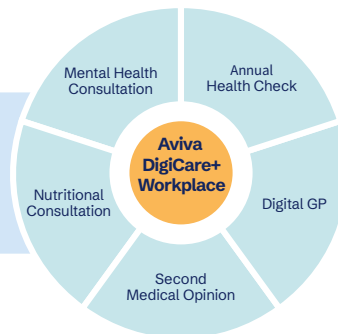 Mental Health
Consultation
Annual
Health Check
Aviva
DigiCare+
Workplace
Nutritional
Consultation
Digital GP
Second
Medical Opinion